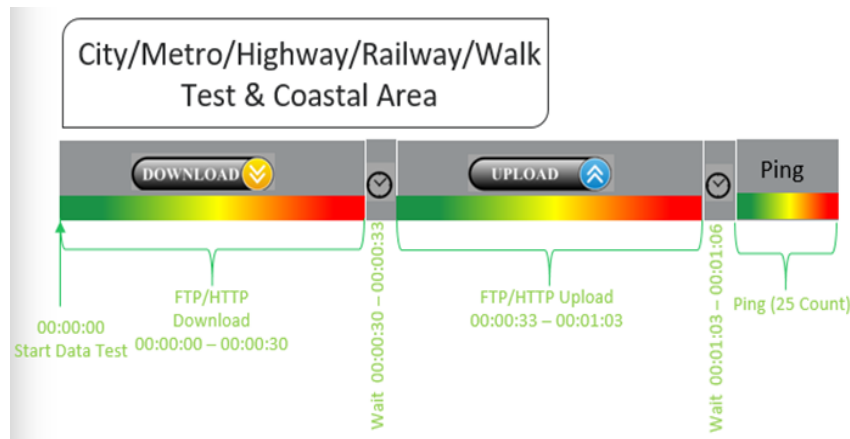 City/Metro/Highway/Railway/Walk
Test & Coastal Area
DOWNLOAD
UPLOAD
Ping
00:00:00
Start Data Test
FTP/HTTP
Download
00:00:00 – 00:00:30
Wait 00:00:30 – 00:00:33
FTP/HTTP Upload
00:00:33 – 00:01:03
Wait 00:01:03 – 00:01:06
Ping (25 Count)